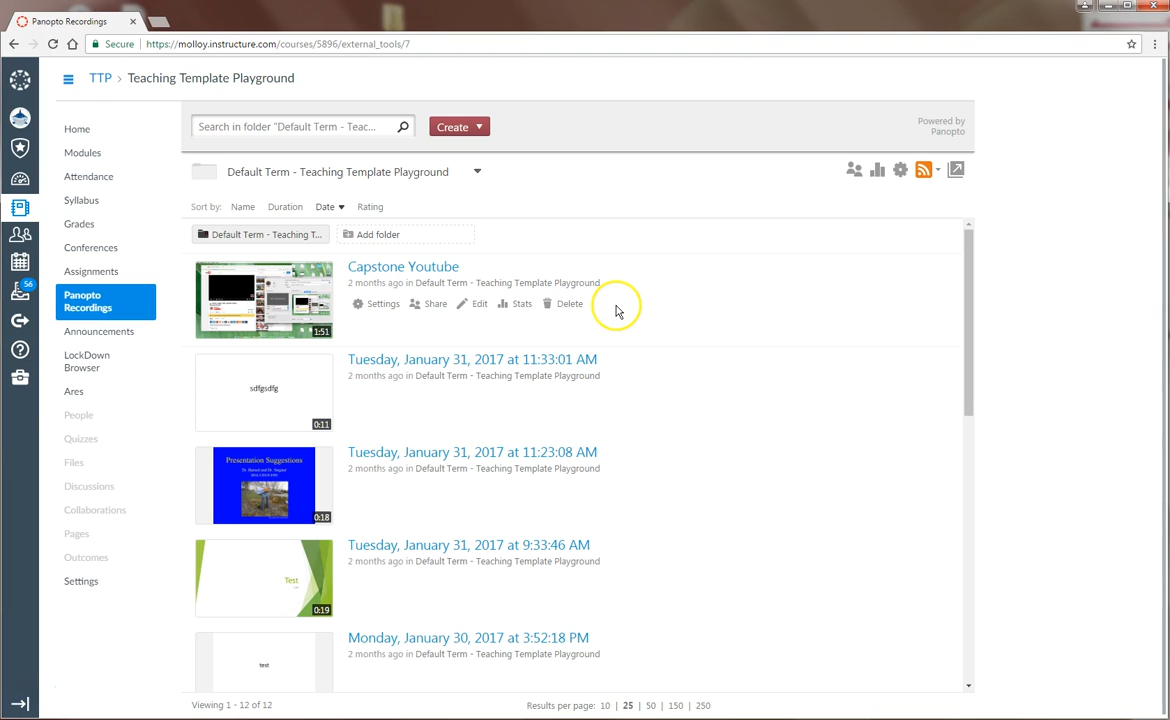 Panopto Recordings
Secure https://molloy.instructure.com/courses/5896/external_tools/7
TTP > Teaching Template Playground
Home
Modules
Attendance
Syllabus
Grades
Conferences
Assignments
Panopto
Recordings
Announcements
LockDown
Browser
Ares
People
Quizzes
Files
Discussions
Collaborations
Pages
Outcomes
Settings
56
Search in folder "Default Term - Teac...
Create
Powered by
Panopto
Default Term - Teaching Template Playground
Sort by: Name Duration Date Rating
Default Term - Teaching T...
Add folder
Capstone Youtube
2 months ago in Default Term - Teaching Template Playground
Settings Share Edit Stats Delete
1:51
Tuesday, January 31, 2017 at 11:33:01 AM
2 months ago in Default Term - Teaching Template Playground
sdfgsdfg
0:11
Tuesday, January 31, 2017 at 11:23:08 AM
2 months ago in Default Term - Teaching Template Playground
Presentation Suggestions
0:18
Tuesday, January 31, 2017 at 9:33:46 AM
2 months ago in Default Term - Teaching Template Playground
Test
0:19
Monday, January 30, 2017 at 3:52:18 PM
2 months ago in Default Term - Teaching Template Playground
test
Viewing 1 - 12 of 12
Results per page: 10 | 25 | 50 | 150 | 250